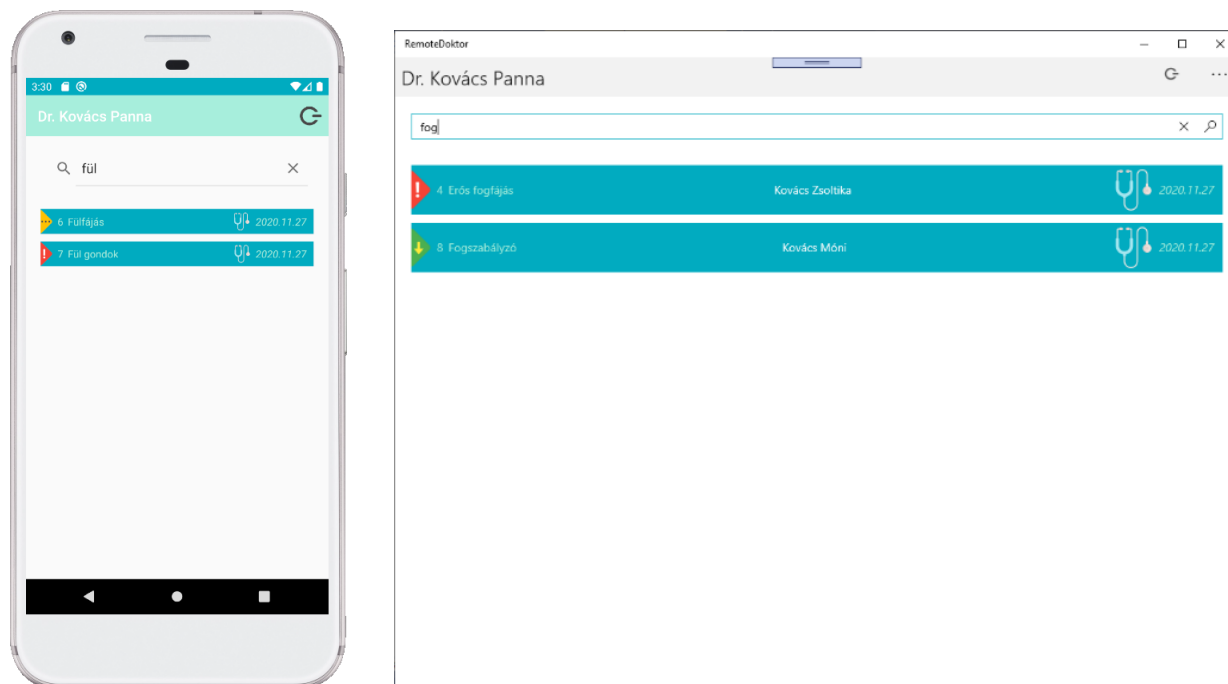 3:30
Dr. Kovács Panna
fül
6 Fülfájás 2020.11.27
7 Fül gondok 2020.11.27
RemoteDoktor
Dr. Kovács Panna
fog
4 Erős fogfájás Kovács Zsoltika 2020.11.27
8 Fogszabályzó Kovács Móni 2020.11.27